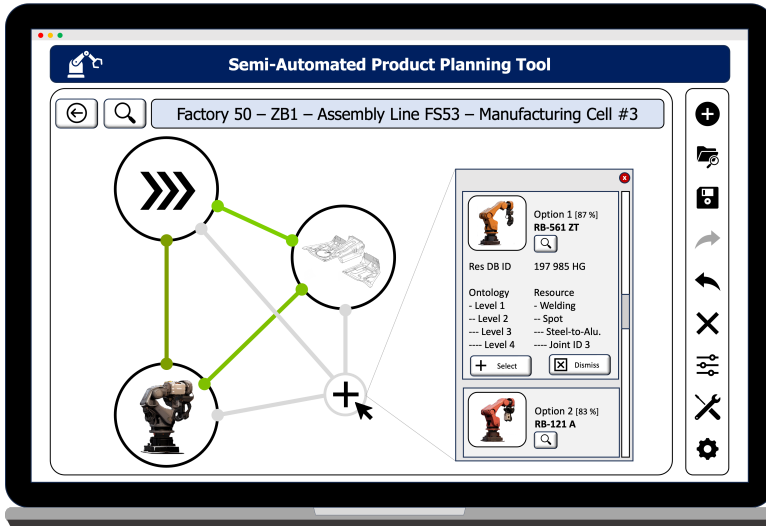 Semi-Automated Product Planning Tool
Factory 50 – ZB1 – Assembly Line FS53 – Manufacturing Cell #3
x
Option 1 [87 %]
RB-561 ZT
Res DB ID 197 985 HG
Ontology Resource
- Level 1 - Welding
-- Level 2 -- Spot
--- Level 3 --- Steel-to-Alu.
---- Level 4 ---- Joint ID 3
Select Dismiss
Option 2 [83 %]
RB-121 A